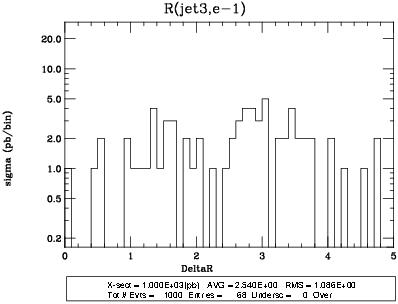 R(jet3,e-1)
20.0
10.0
5.0
2.0
1.0
0.5
0.2
sigma (pb/bin)
0 1 2 3 4 5
DeltaR
X-sect = 1.000E+03(pb) AVG = 2.540E+00 RMS = 1.086E+00
Tot # Evts = 1000 Entries = 68 Undersc = 0 Over